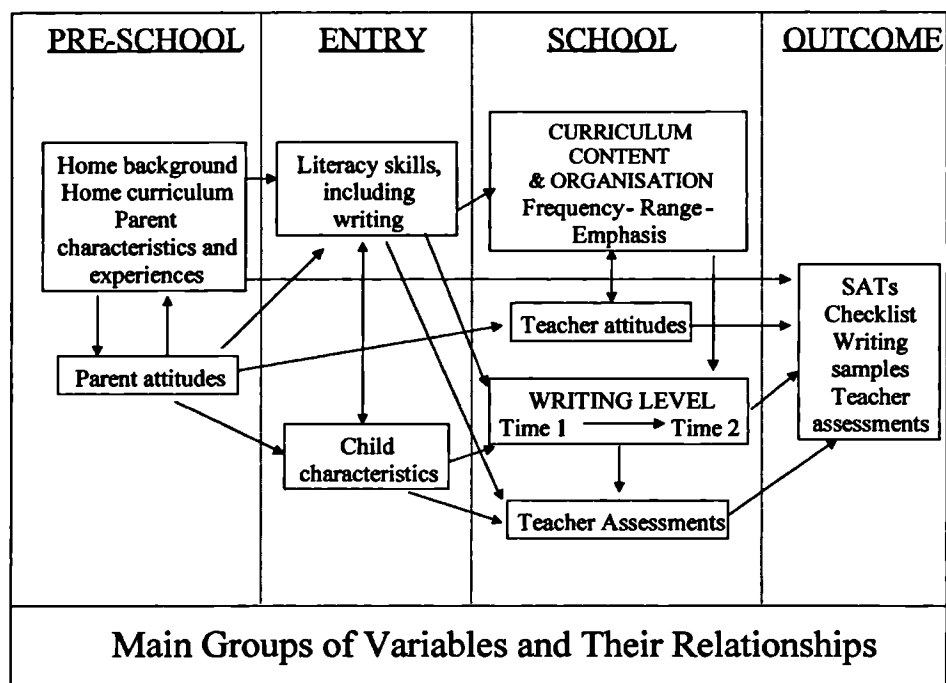 PRE-SCHOOL
ENTRY
SCHOOL
OUTCOME
Home background
Home curriculum
Parent
characteristics and
experiences
Parent attitudes
Literacy skills,
including
writing
Child
characteristics
CURRICULUM
CONTENT
& ORGANISATION
Frequency - Range -
Emphasis
Teacher attitudes
WRITING LEVEL
Time 1 Time 2
Teacher Assessments
SATs
Checklist
Writing
samples
Teacher
assessments
Main Groups of Variables and Their Relationships